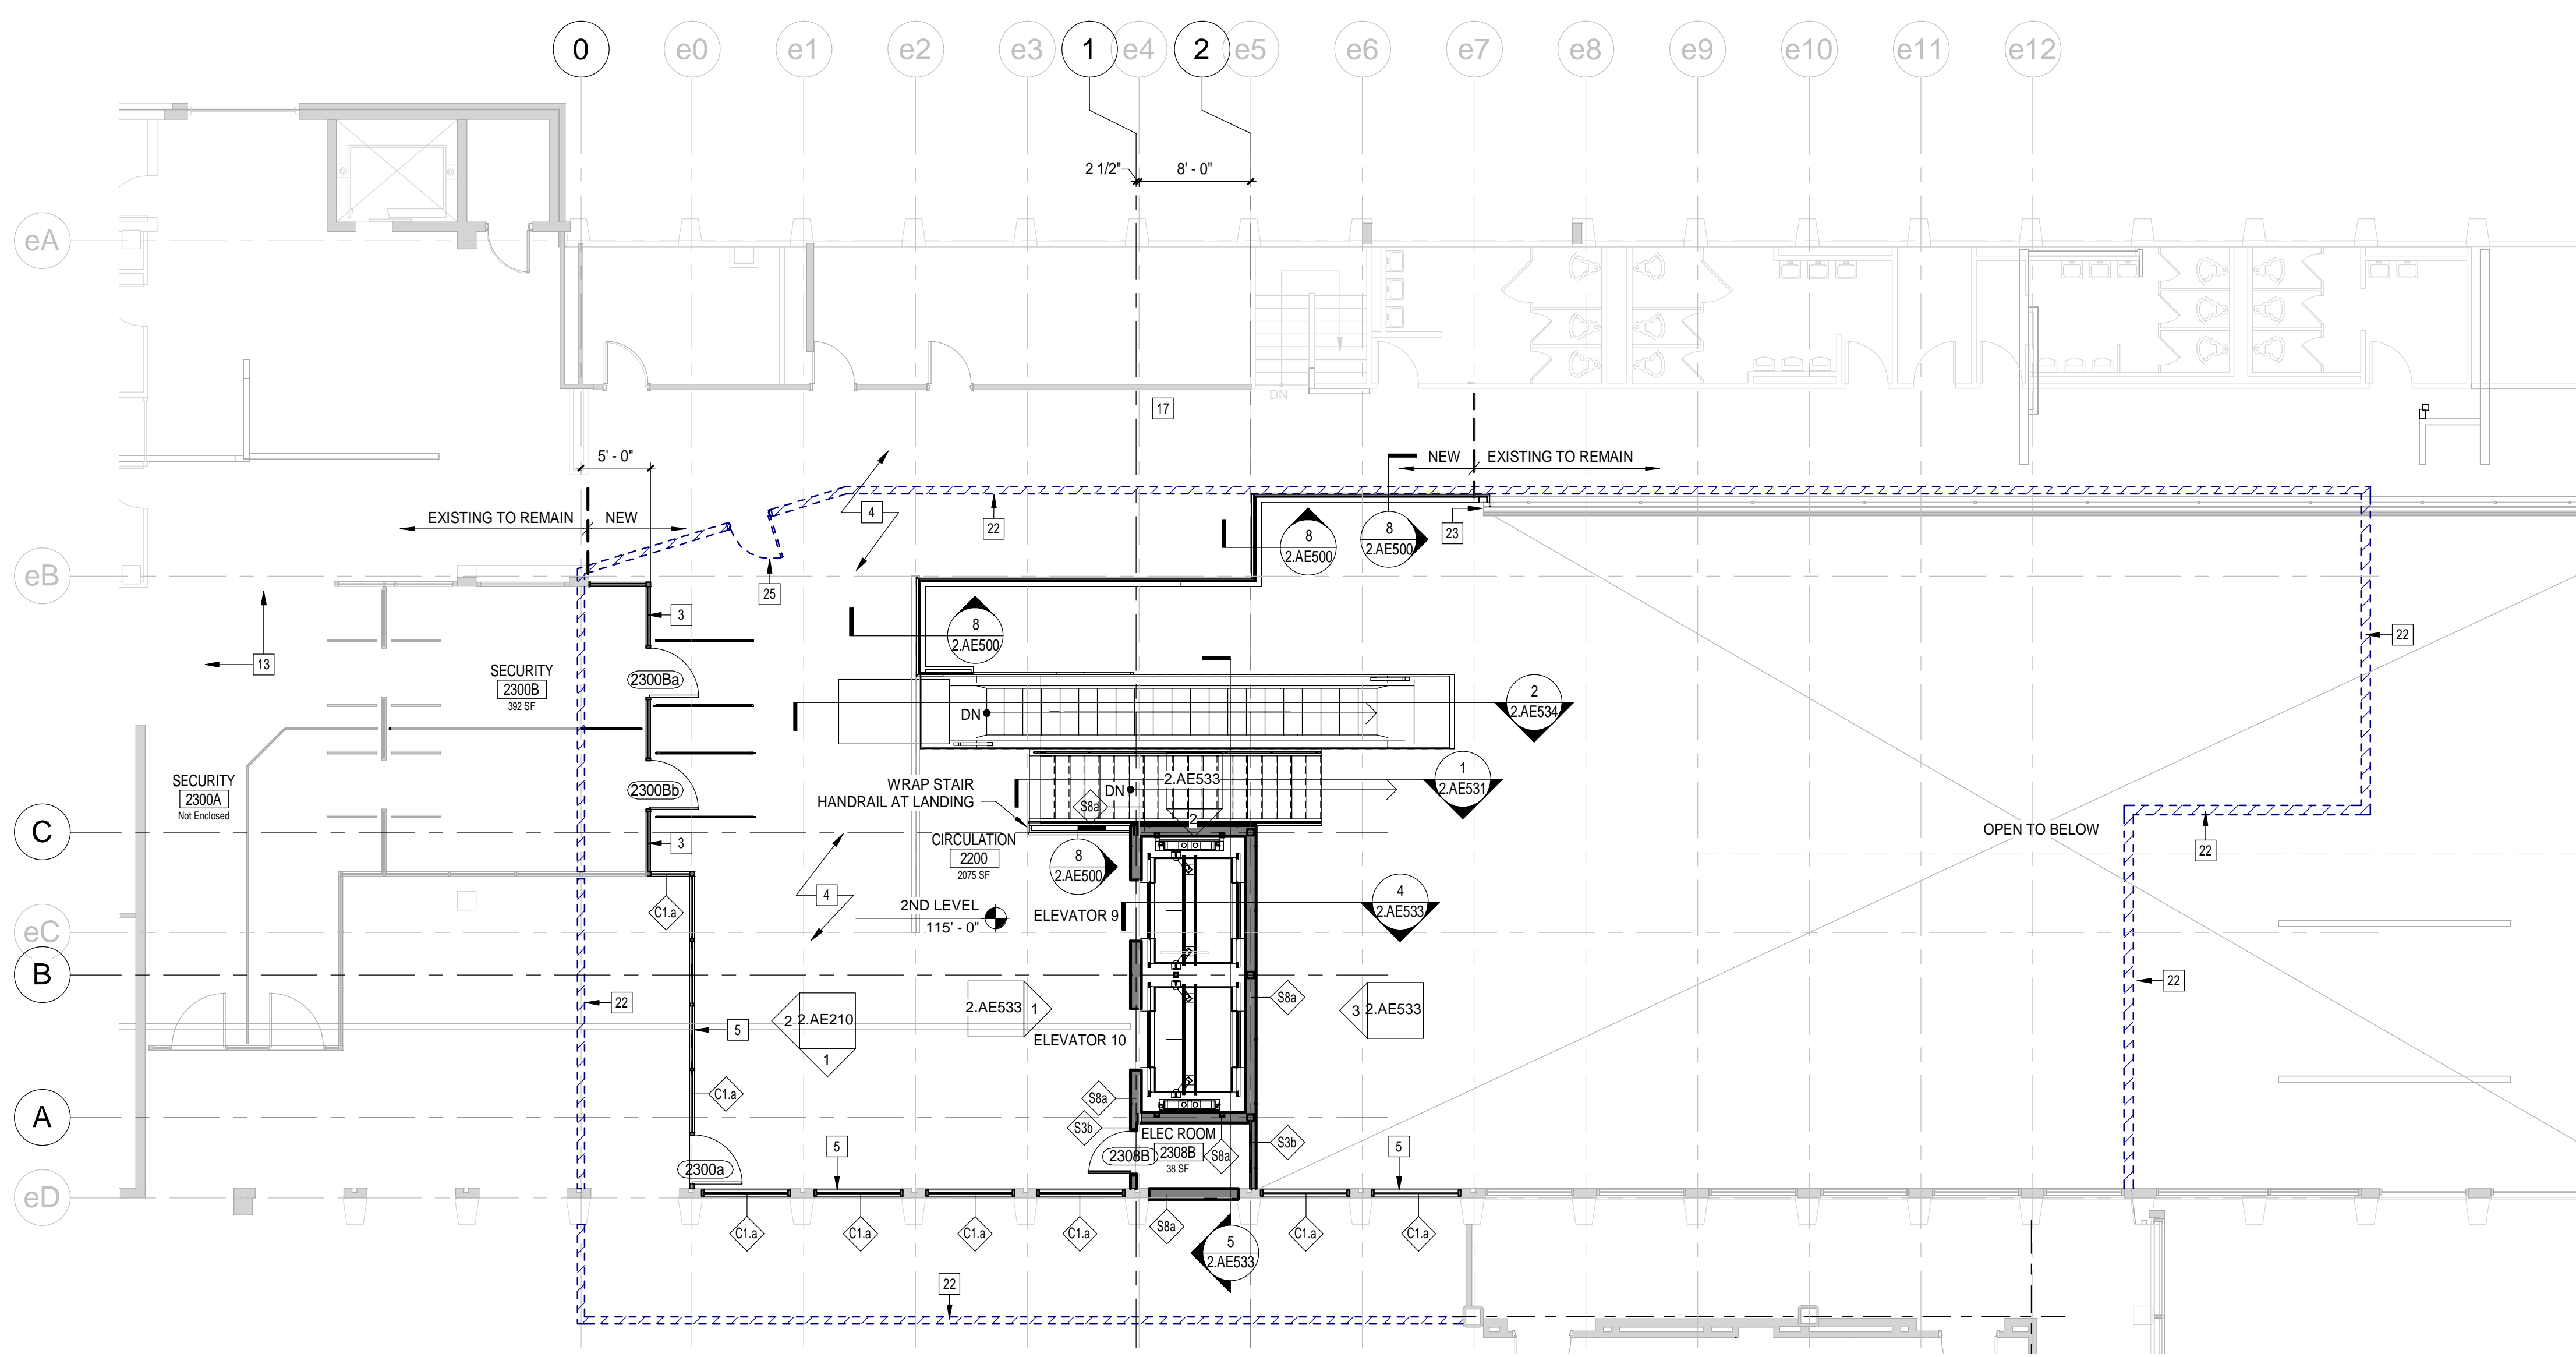 0
e0
e1
e2
e3
1
e4
2
e5
e6
e7
e8
e9
e10
e11
e12
2 1/2"
8' - 0"
eA
DN
17
5' - 0"
NEW
EXISTING TO REMAIN
EXISTING TO REMAIN
NEW
4
22
23
8
2.AE500
8
2.AE500
eB
25
3
8
2.AE500
22
13
SECURITY
2300B
392 SF
2300Ba
DN
2
2.AE534
SECURITY
2300A
Not Enclosed
2300Bb
WRAP STAIR
HANDRAIL AT LANDING
DN
2.AE533
S8a
2
1
2.AE531
C
3
CIRCULATION
2200
2075 SF
8
2.AE500
OPEN TO BELOW
22
4
C1.a
2ND LEVEL
115' - 0"
ELEVATOR 9
4
2.AE533
eC
B
22
22
5
2
2.AE210
1
2.AE533
1
S8a
3
2.AE533
ELEVATOR 10
C1.a
A
S8a
S3b
ELEC ROOM
2308B
2308B
38 SF
S8a
S3b
2300a
5
5
eD
C1.a
C1.a
C1.a
C1.a
S8a
C1.a
C1.a
5
2.AE533
22